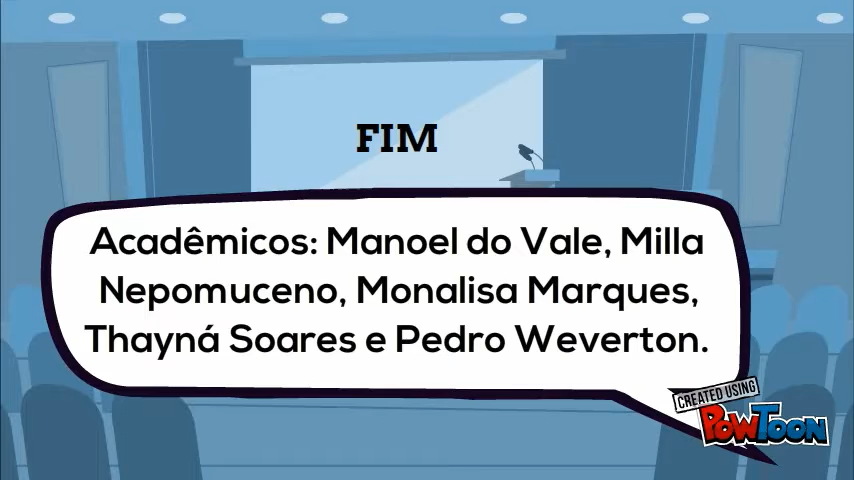 FIM
Acadêmicos: Manoel do Vale, Milla
Nepomuceno, Monalisa Marques,
Thayná Soares e Pedro Weverton.
CREATED USING
POWTOON